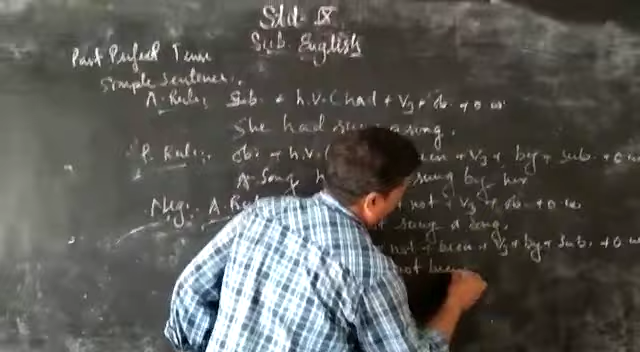 Std. IX
Sub. English
Past Perfect Tense
Simple Sentence:.
A. Rule; Sub. + h.v. (had + V3 + ob. + o.w.
She had sung a song.
P. Rule: ob. + h.v. ( been + V3 + by + sub. + o.w
A Song sung by her
Neg: A. Rule not + V3 + ob. + o.w.
sung a song.
not + been + V3 + by + Sub. + o.w
not been